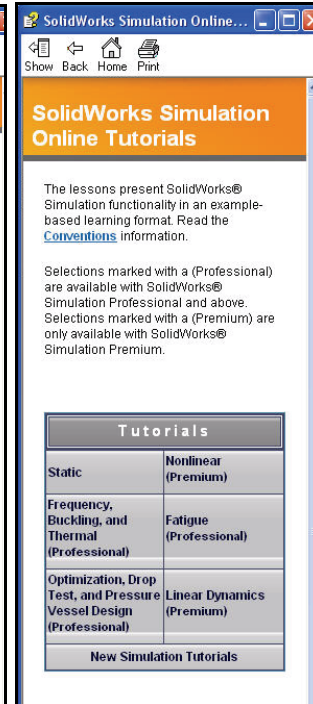 SolidWorks Simulation Online...
Show Back Home Print
SolidWorks Simulation
Online Tutorials
The lessons present SolidWorks®
Simulation functionality in an example-
based learning format. Read the
Conventions information.
Selections marked with a (Professional)
are available with SolidWorks®
Simulation Professional and above.
Selections marked with a (Premium) are
only available with SolidWorks®
Simulation Premium.
Tutorials
Static
Nonlinear
(Premium)
Frequency,
Buckling, and
Thermal
(Professional)
Fatigue
(Professional)
Optimization, Drop
Test, and Pressure
Vessel Design
(Professional)
Linear Dynamics
(Premium)
New Simulation Tutorials